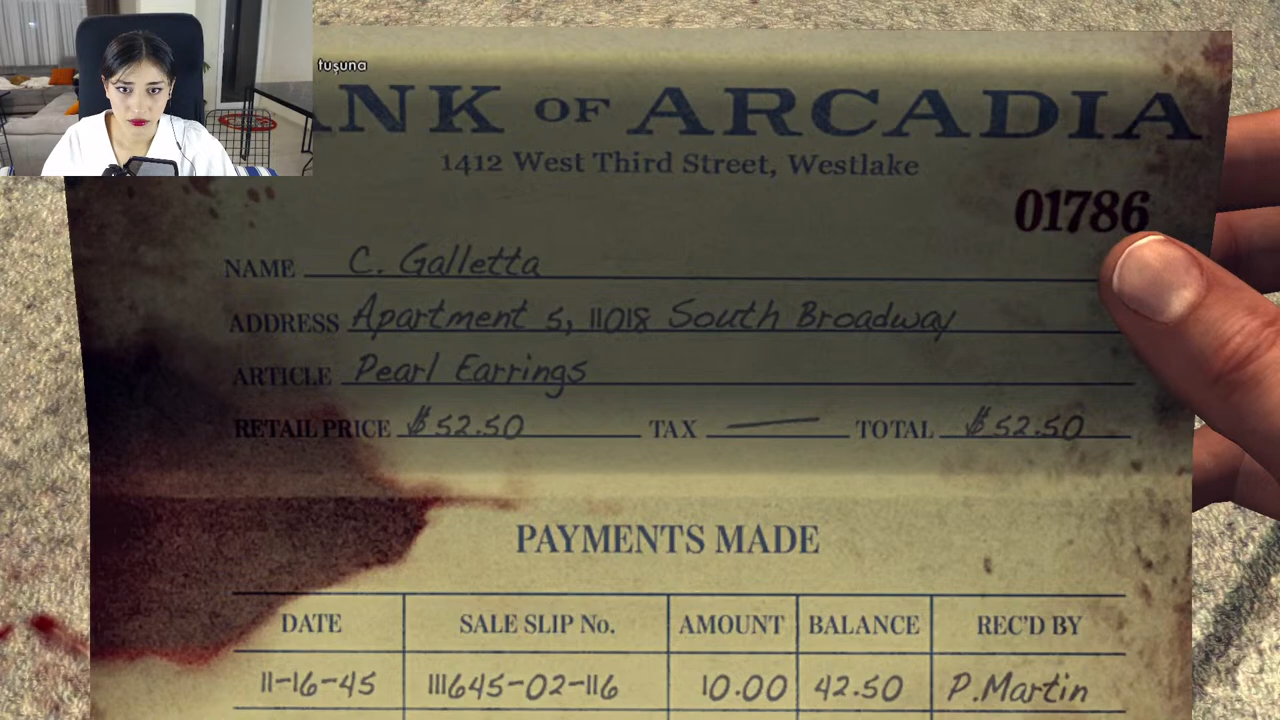 tuşuna
NK OF ARCADIA
1412 West Third Street, Westlake
01786
NAME C. Galletta
ADDRESS Apartment 5, 11018 South Broadway
ARTICLE Pearl Earrings
RETAIL PRICE $52.50 TAX — TOTAL $52.50
PAYMENTS MADE
DATE SALE SLIP No. AMOUNT BALANCE REC'D BY
11-16-45 111645-02-116 10.00 42.50 P.Martin